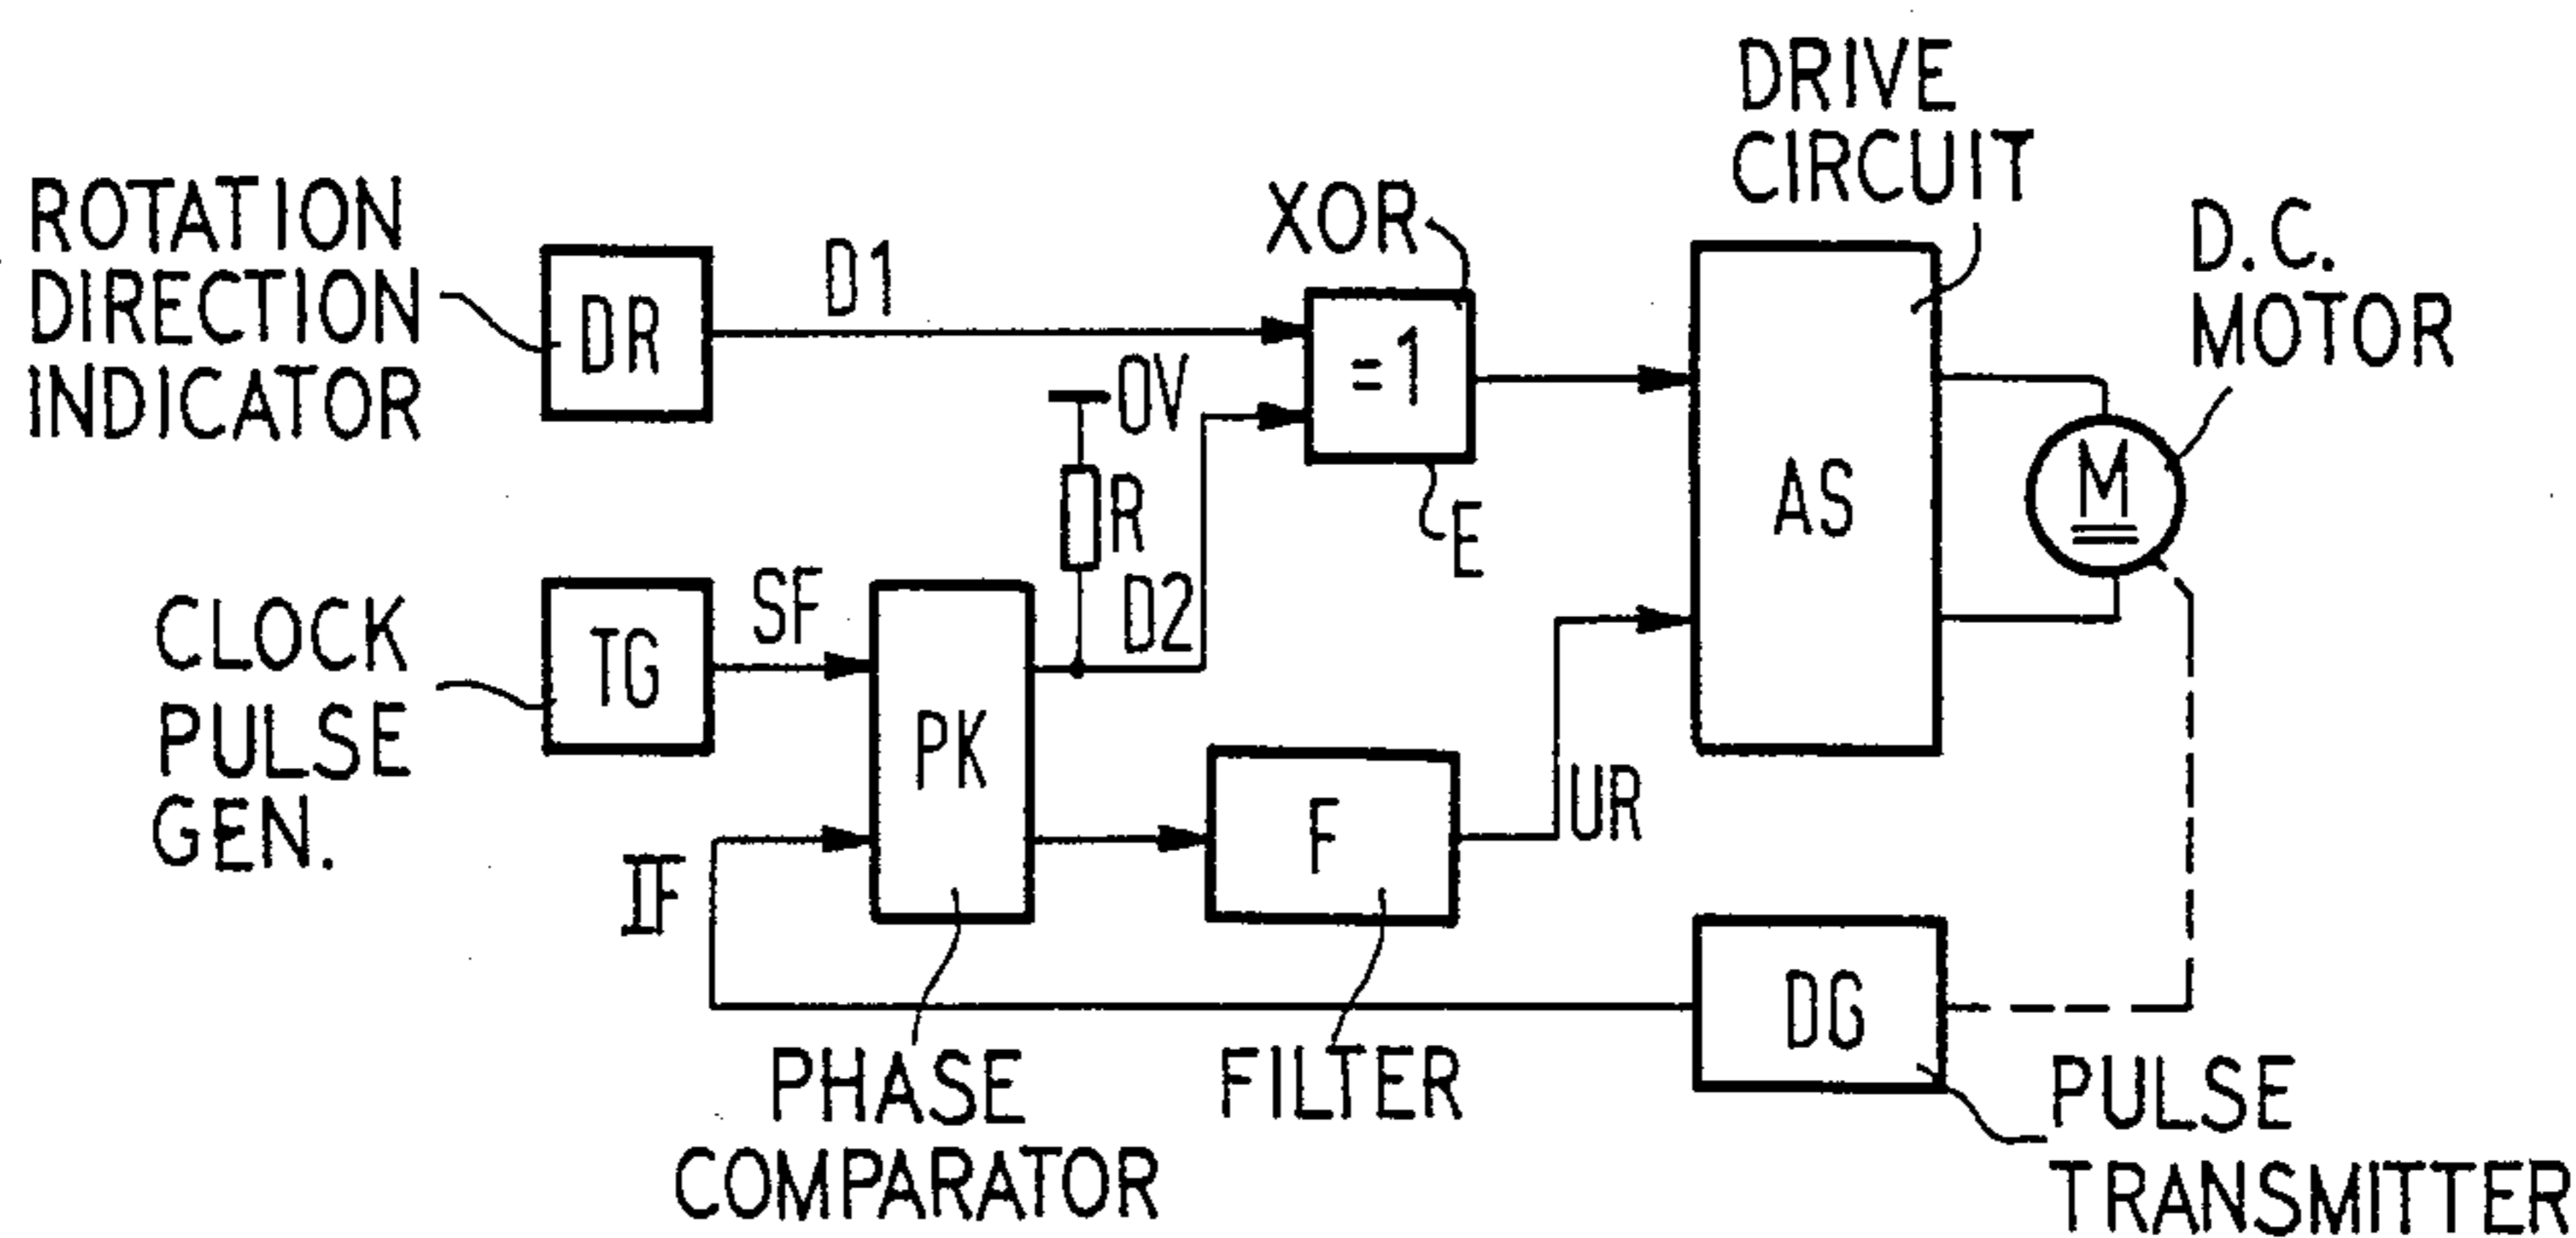 DRIVE
CIRCUIT
ROTATION
DIRECTION
INDICATOR
DR
D1
XOR
=1
E
D.C.
MOTOR
M
AS
0V
R
D2
CLOCK
PULSE
GEN.
TG
SF
PK
F
UR
IF
DG
PHASE
COMPARATOR
FILTER
PULSE
TRANSMITTER